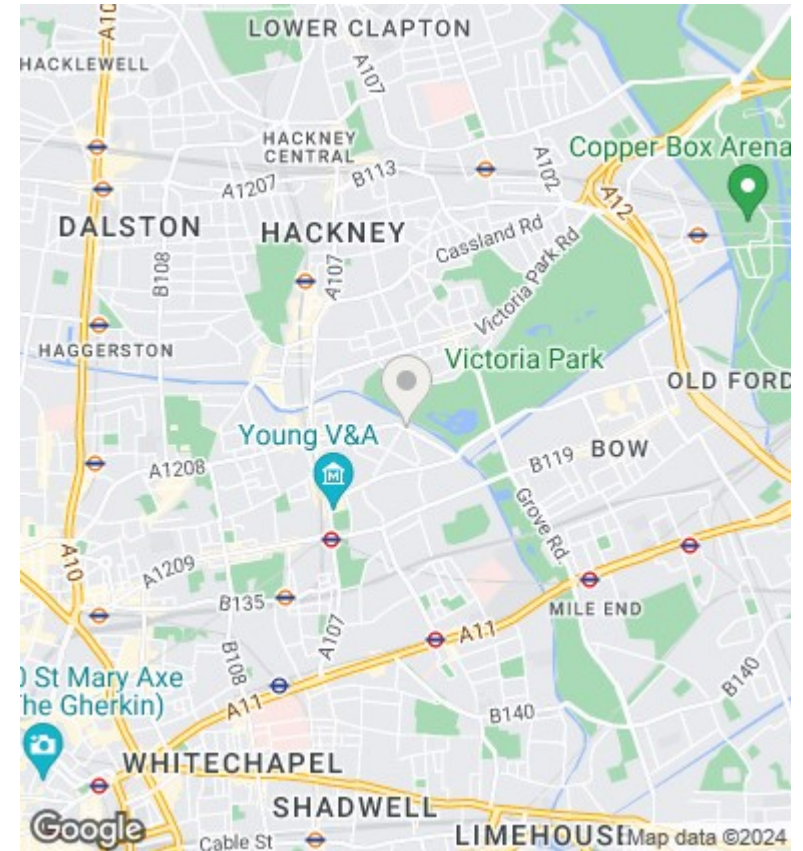 LOWER CLAPTON
A10
HACKLEWELL
A107
HACKNEY
CENTRAL
Copper Box Arena
A102
B113
A1207
A12
DALSTON
HACKNEY
Cassland Rd
A107
B108
Victoria Park Rd
HAGGERSTON
Victoria Park
OLD FORD
Young V&A
BOW
B119
A1208
Grove Rd
A10
A1209
B135
MILE END
A107
A11
B108
B140
0 St Mary Axe
The Gherkin)
A11
B140
WHITECHAPEL
SHADWELL
Google
Cable St
LIMEHOUSE
Map data ©2024